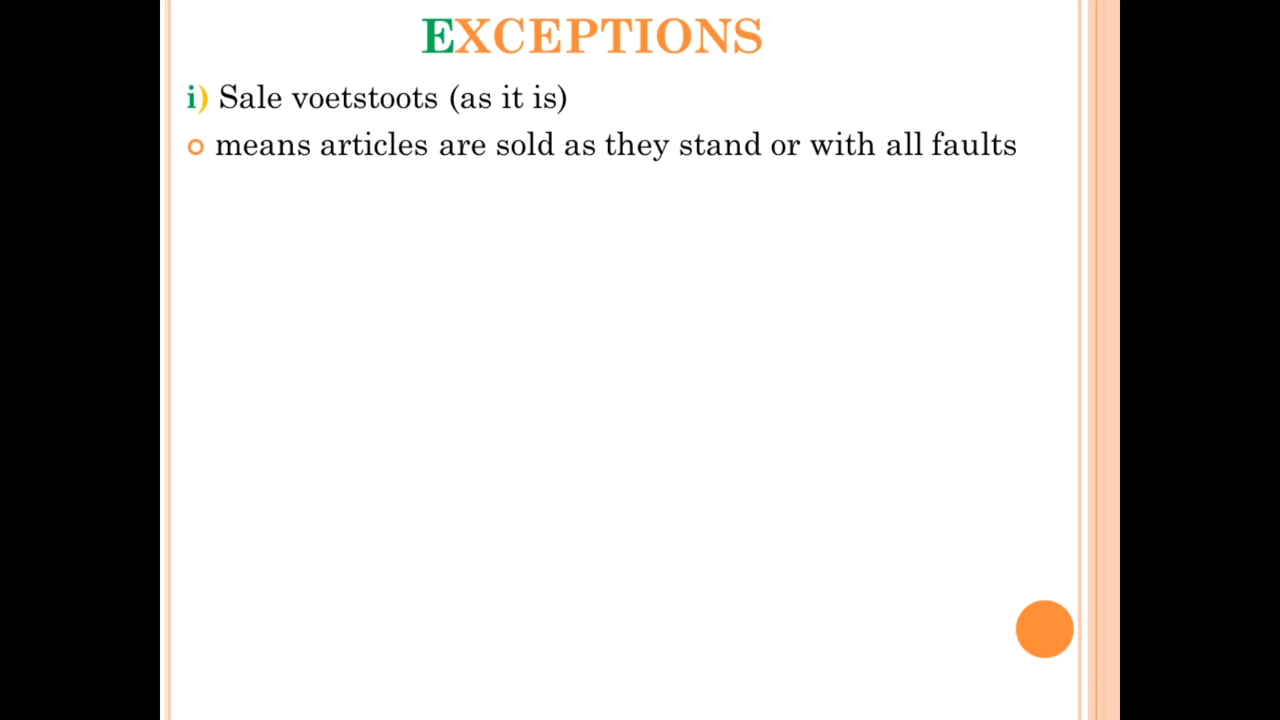 EXCEPTIONS
i) Sale voetstoots (as it is)
means articles are sold as they stand or with all faults